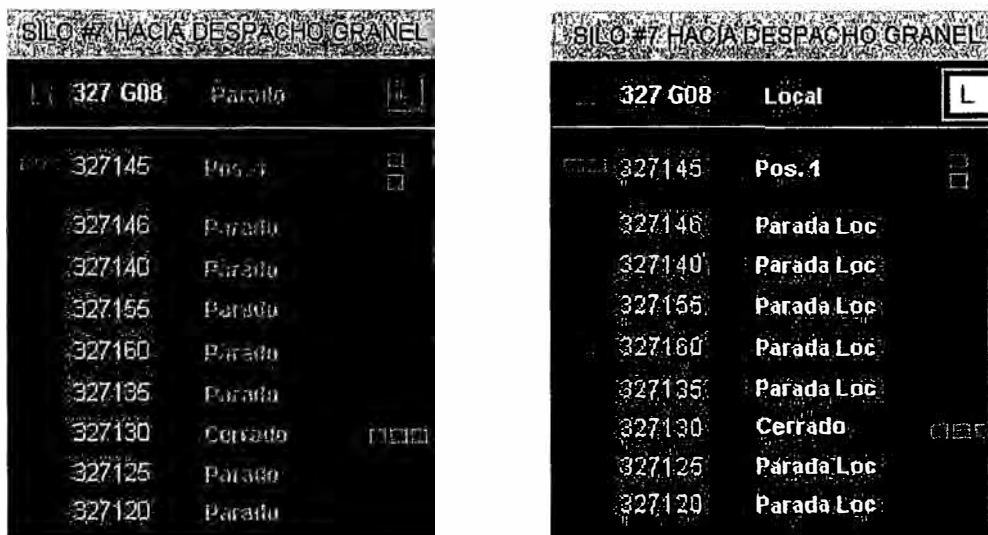 SILO #7 HACIA DESPACHO GRANEL
327 G08 Parado
327145 Pos. 1
327146 Parado
327140 Parado
327155 Parado
327160 Parado
327135 Parado
327130 Cerrado
327125 Parado
327120 Parado
SILO #7 HACIA DESPACHO GRANEL
327 G08 Local L
327145 Pos. 1
327146 Parada Loc
327140 Parada Loc
327155 Parada Loc
327160 Parada Loc
327135 Parada Loc
327130 Cerrado
327125 Parada Loc
327120 Parada Loc